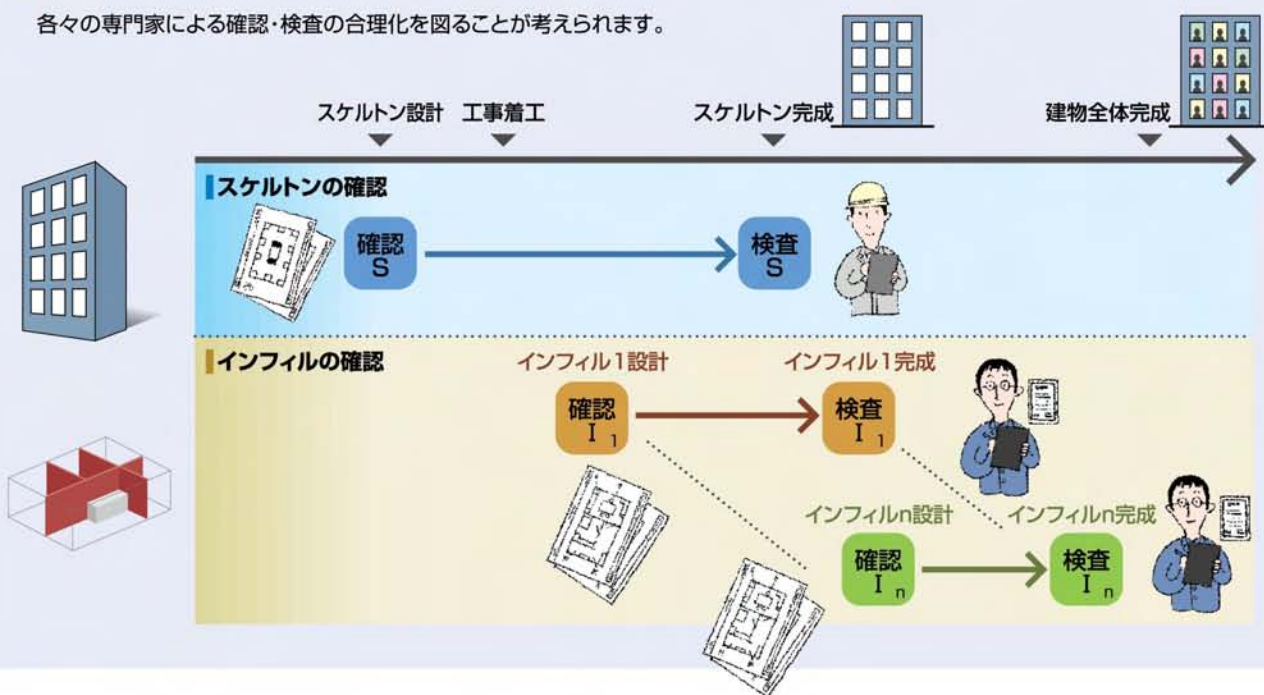 各々の専門家による確認・検査の合理化を図ることが考えられます。
スケルトン設計 工事着工 スケルトン完成 建物全体完成
スケルトンの確認
確認
S
検査
S
インフィルの確認
インフィル1設計 インフィル1完成
確認
I 1
検査
I 1
インフィルn設計 インフィルn完成
確認
I n
検査
I n